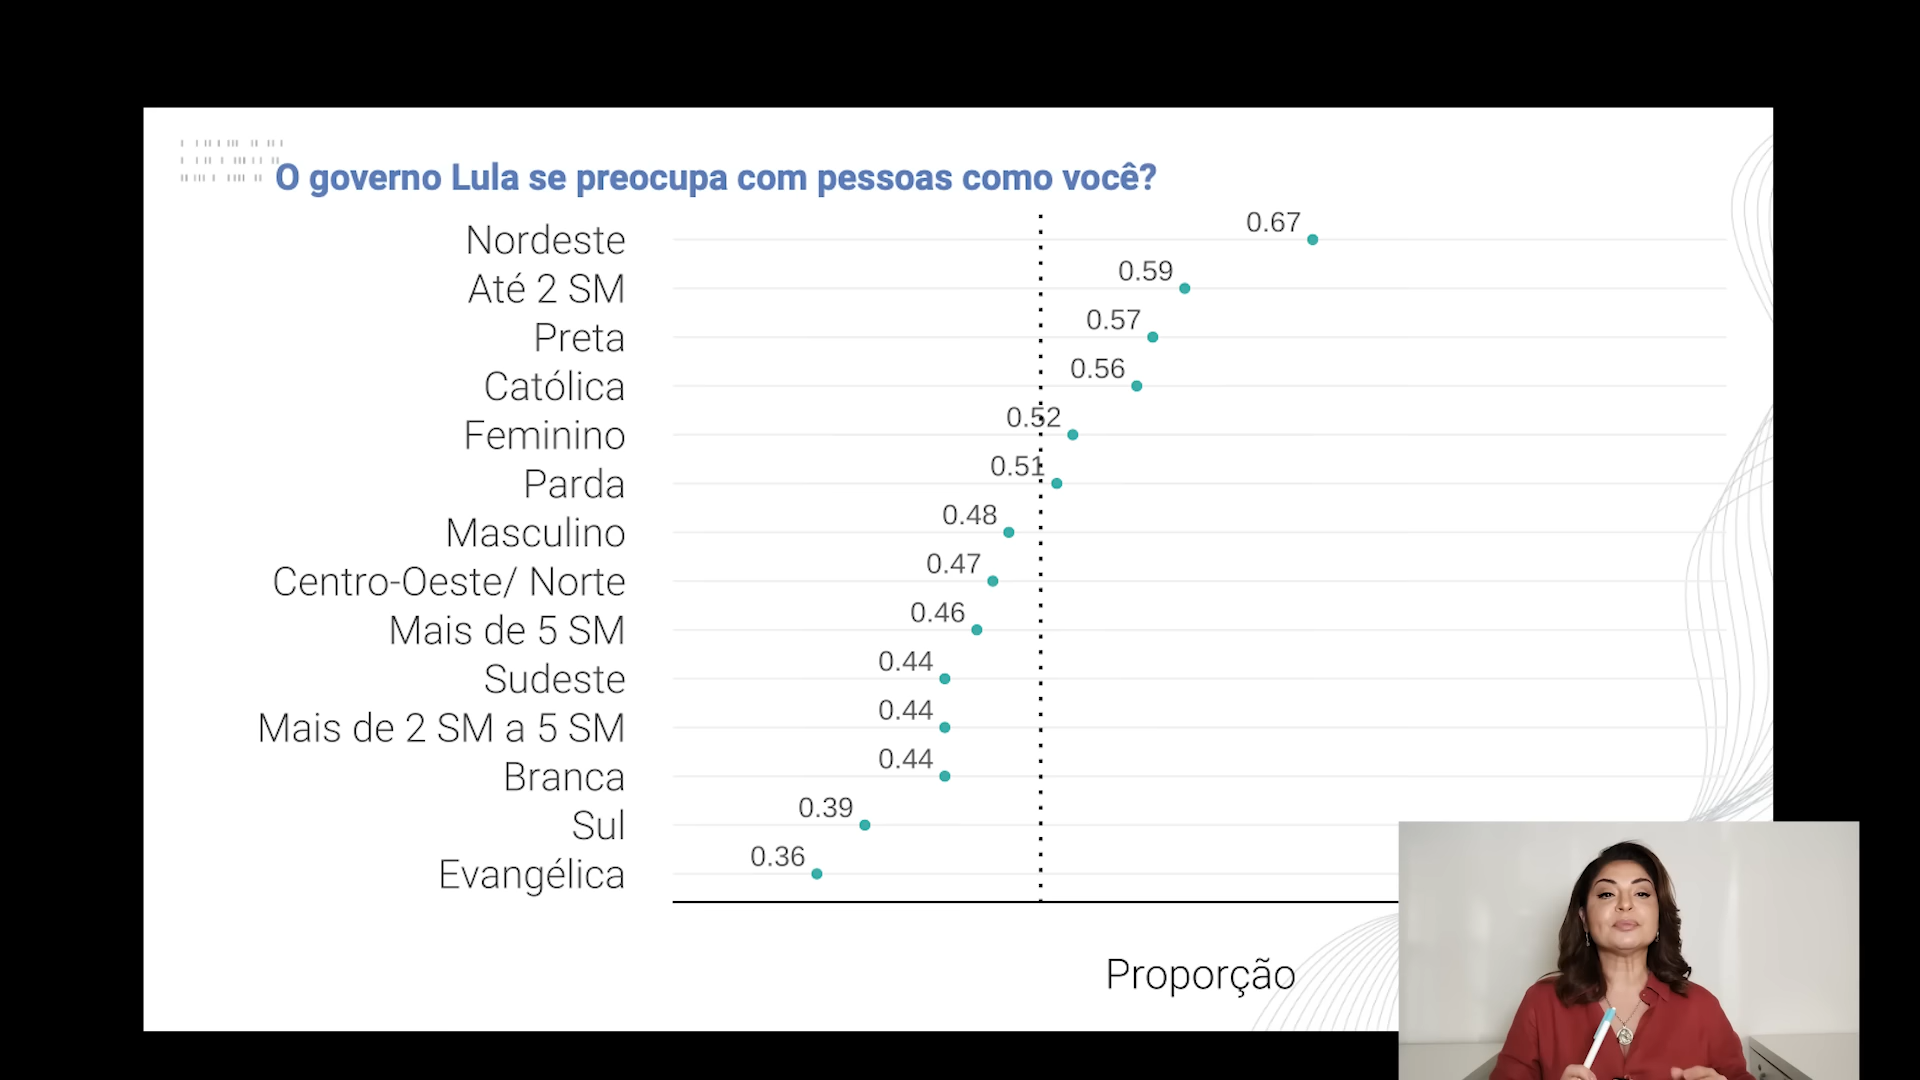 O governo Lula se preocupa com pessoas como você?
Nordeste 0.67
Até 2 SM 0.59
Preta 0.57
Católica 0.56
Feminino 0.52
Parda 0.51
Masculino 0.48
Centro-Oeste/ Norte 0.47
Mais de 5 SM 0.46
Sudeste 0.44
Mais de 2 SM a 5 SM 0.44
Branca 0.44
Sul 0.39
Evangélica 0.36
Proporção